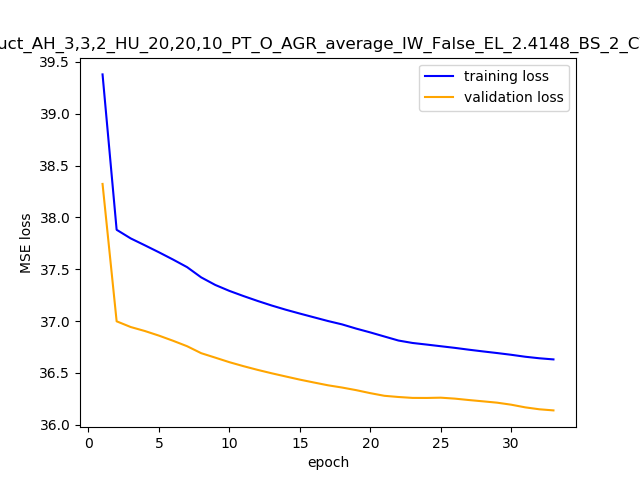 uct_AH_3,3,2_HU_20,20,10_PT_O_AGR_average_IW_False_EL_2.4148_BS_2_C
training loss
validation loss
39.5
39.0
38.5
38.0
37.5
37.0
36.5
36.0
MSE loss
0 5 10 15 20 25 30
epoch